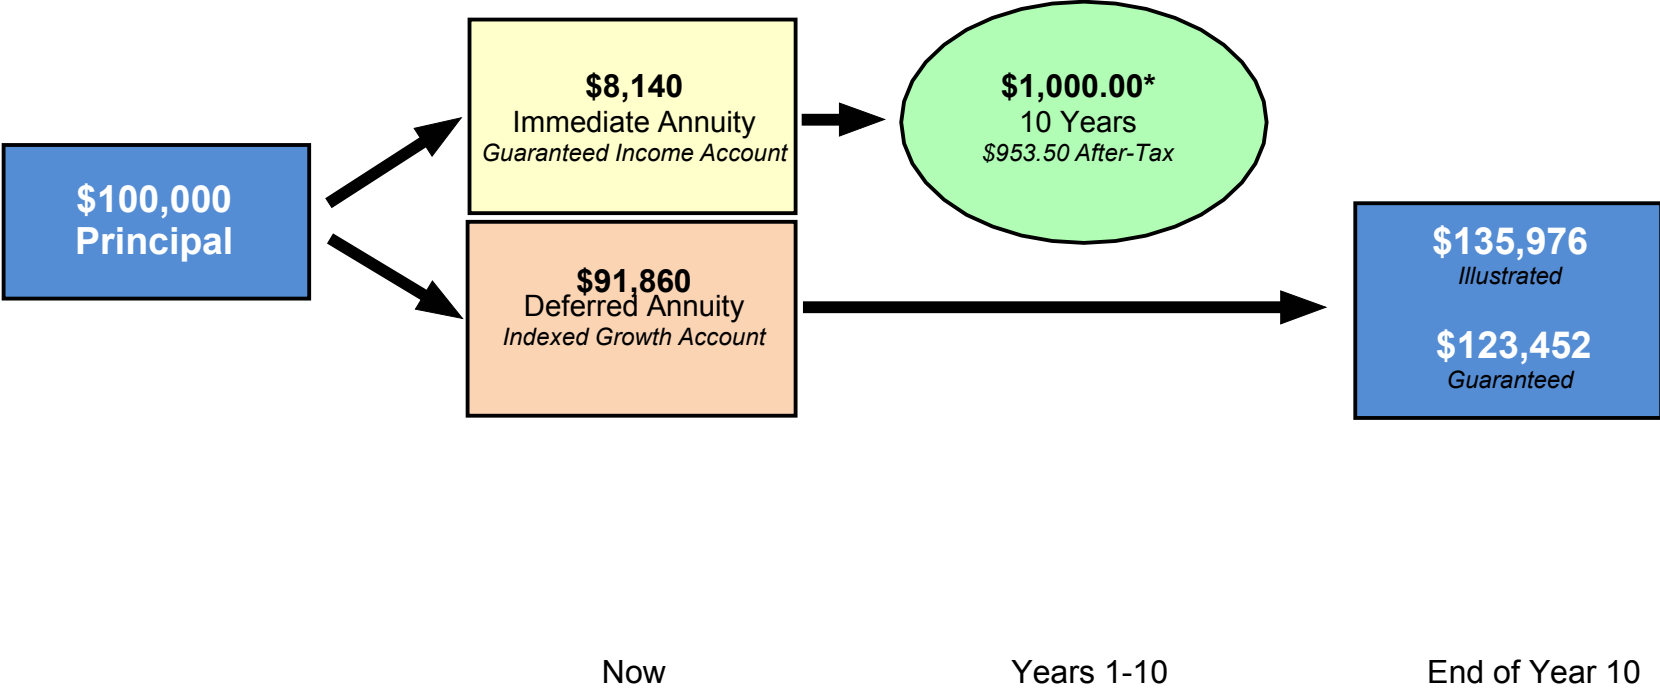 $100,000
Principal
$8,140
Immediate Annuity
Guaranteed Income Account
$1,000.00*
10 Years
$953.50 After-Tax
$91,860
Deferred Annuity
Indexed Growth Account
$135,976
Illustrated
$123,452
Guaranteed
Now
Years 1-10
End of Year 10